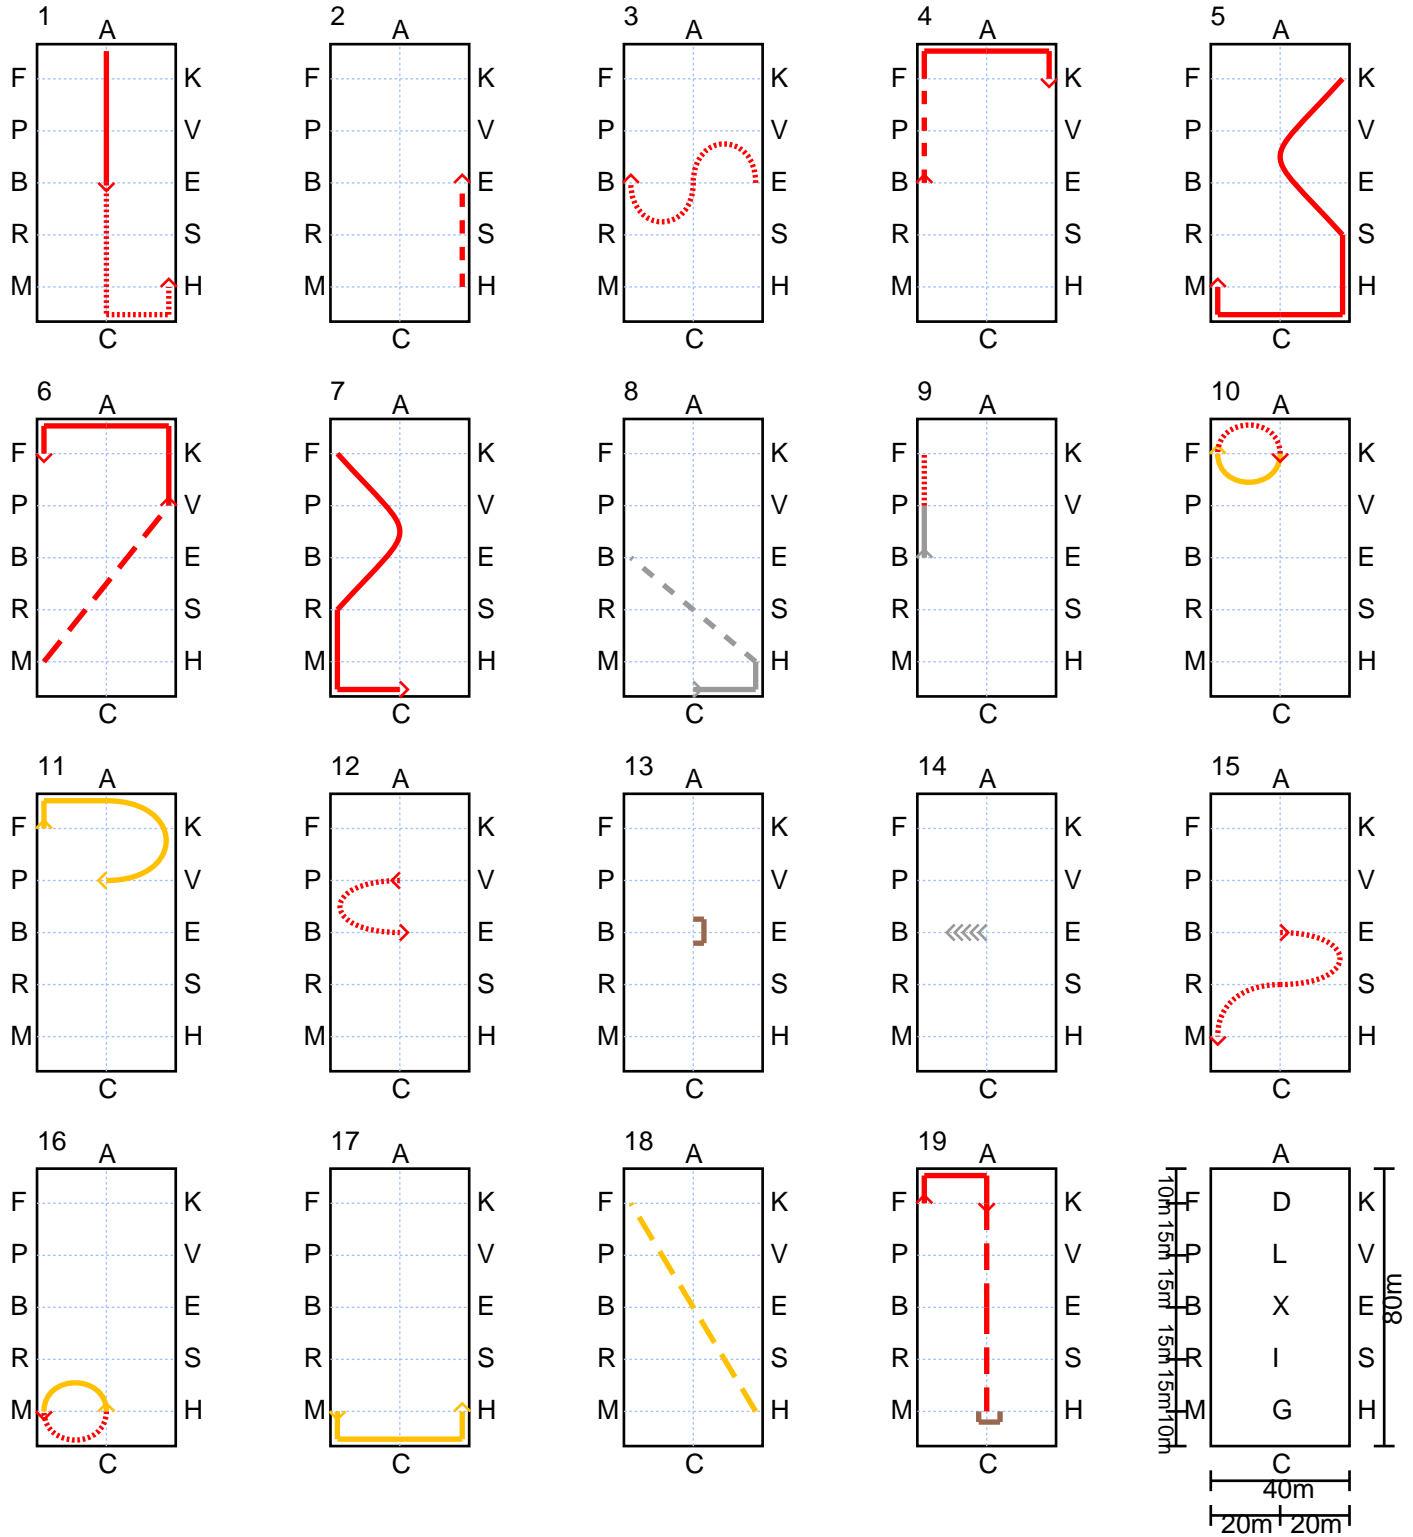 1 2 3 4 5
A A A A A
F K F K F K F K F K
P V P V P V P V P V
B E B E B E B E B E
R S R S R S R S R S
M H M H M H M H M H
C C C C C
6 7 8 9 10
A A A A A
F K F K F K F K F K
P V P V P V P V P V
B E B E B E B E B E
R S R S R S R S R S
M H M H M H M H M H
C C C C C
11 12 13 14 15
A A A A A
F K F K F K F K F K
P V P V P V P V P V
B E B E B E B E B E
R S R S R S R S R S
M H M H M H M H M H
C C C C C
16 17 18 19
A A A A A
F K F K F K F K 10m F D K
P V P V P V P V 15m P L V
B E B E B E B E 15m B X E 80m
R S R S R S R S 15m R I S
M H M H M H M H 15m M G H
10m
C C C C C
40m
20m 20m